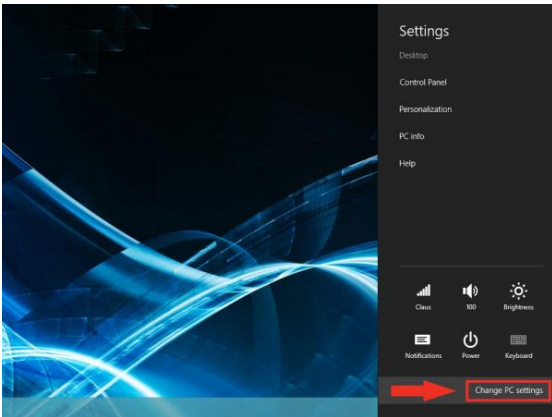 Settings
Desktop
Control Panel
Personalization
PC info
Help
Claus 100 Brightness
Notifications Power Keyboard
Change PC settings